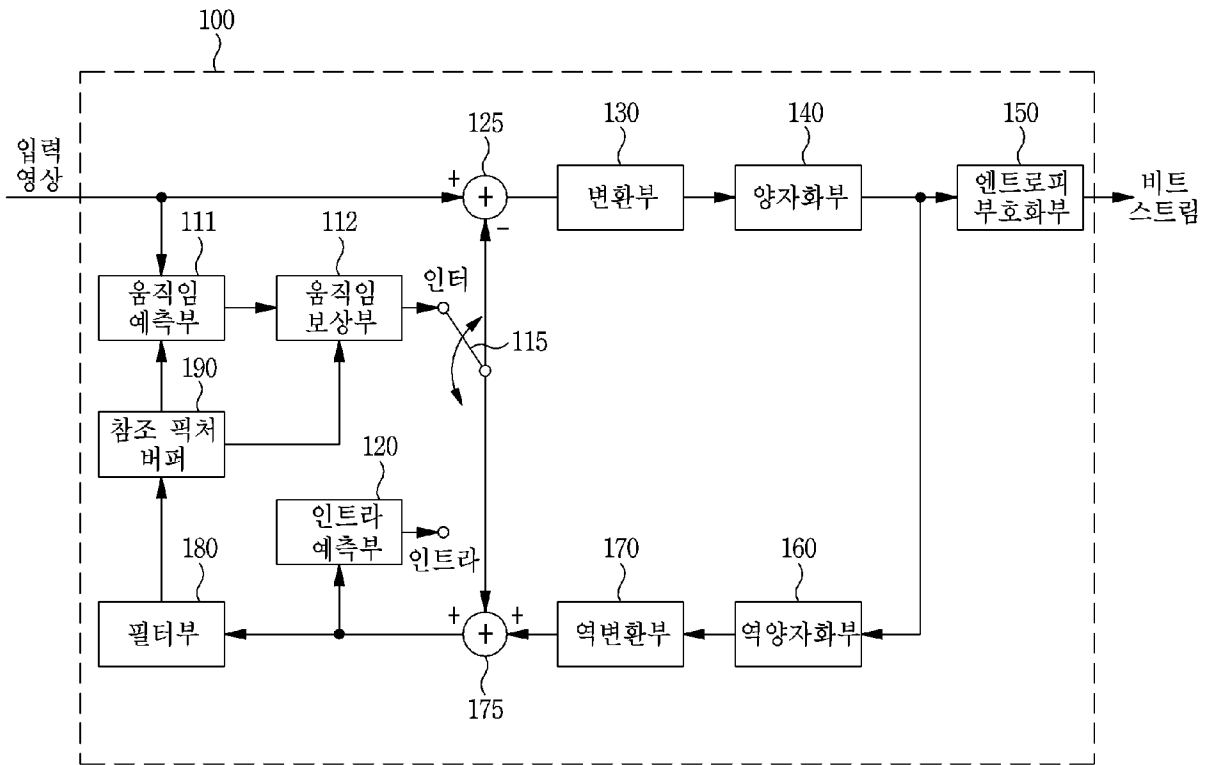 100
입력
영상
125
130
140
150
+
+
-
변환부
양자화부
엔트로피
부호화부
비트
스트림
111
112
움직임
예측부
움직임
보상부
인터
115
190
참조 픽처
버퍼
120
인트라
예측부
인트라
180
170
160
필터부
+
+
+
역변환부
역양자화부
175